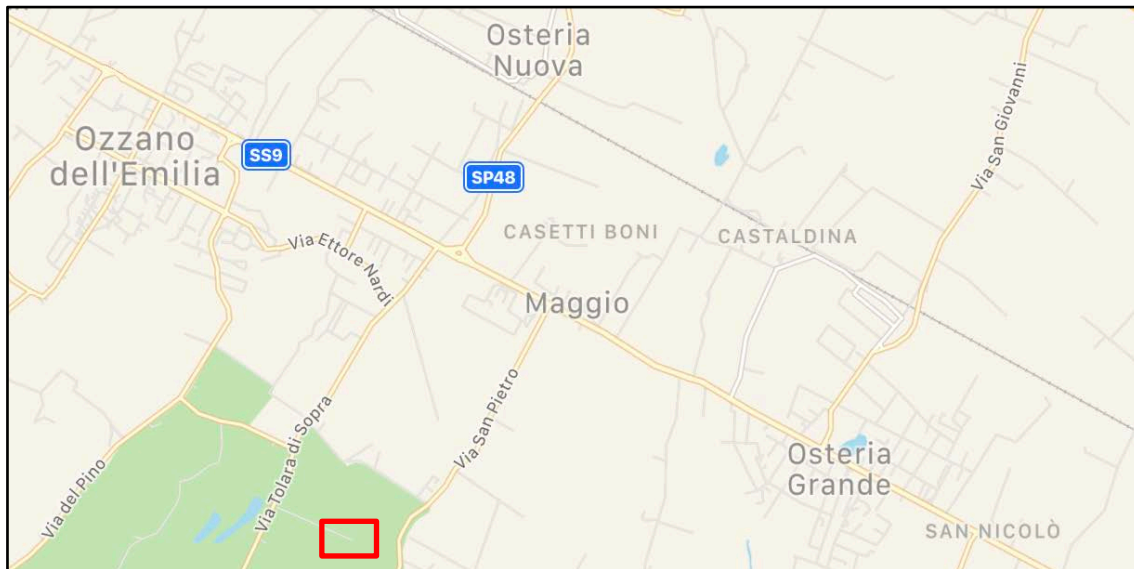 Osteria
Nuova
Ozzano
dell'Emilia
SS9
SP48
Via San Giovanni
CASETTI BONI
CASTALDINA
Via Ettore Nardi
Maggio
Via San Pietro
Via Tolara di Sopra
Via del Pino
Osteria
Grande
SAN NICOLÒ